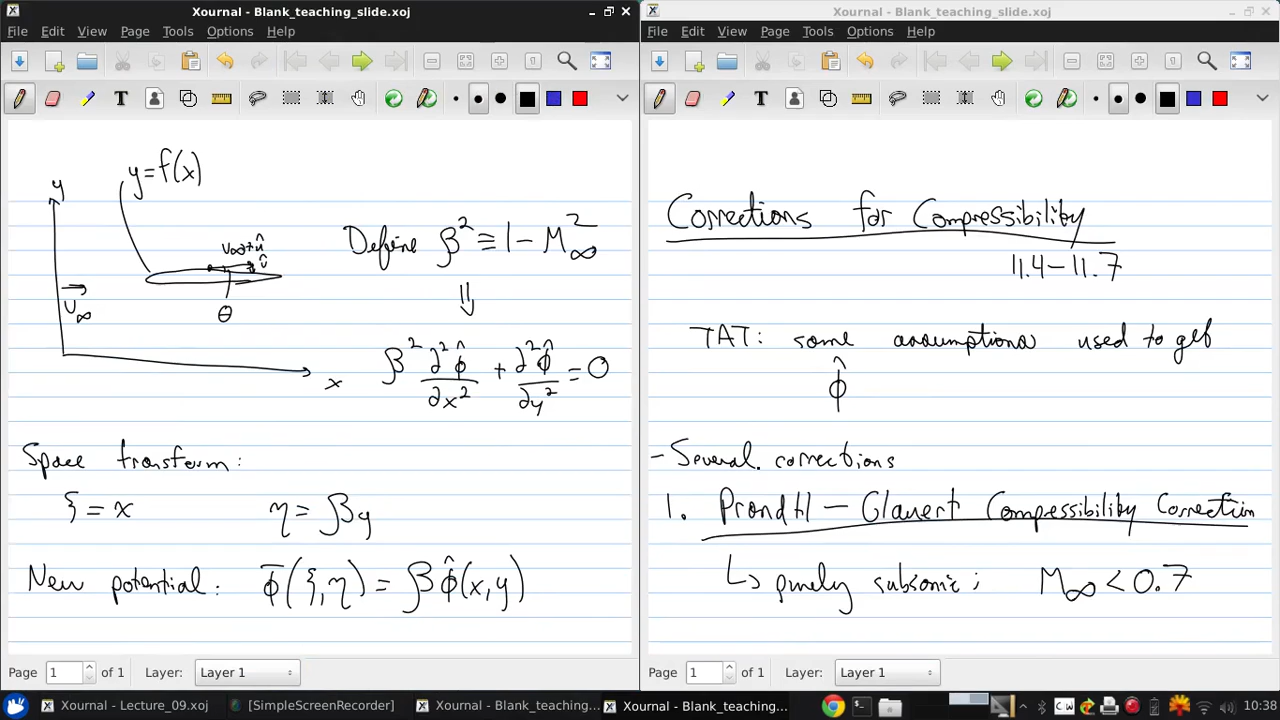 Xournal - Blank_teaching_slide.xoj
File Edit View Page Tools Options Help
y
y=f(x)
V∞+û
v̂
V∞
θ
x
Define β² ≡ 1 - M∞²
⇓
β² ∂²φ̂/∂x² + ∂²φ̂/∂y² = 0
Space transform:
ξ = x η = βy
New potential: φ̄(ξ,η) = βφ̂(x,y)
Page 1 of 1 Layer: Layer 1
Xournal - Blank_teaching_slide.xoj
File Edit View Page Tools Options Help
Corrections for Compressibility
11.4-11.7
TAT: some assumptions used to get
φ̂
- Several corrections
1. Prandtl - Glauert Compressibility Correction
↳ purely subsonic; M∞ < 0.7
Page 1 of 1 Layer: Layer 1
Xournal - Lecture_09.xoj [SimpleScreenRecorder] Xournal - Blank_teaching... Xournal - Blank_teaching_slide.xoj 10:38